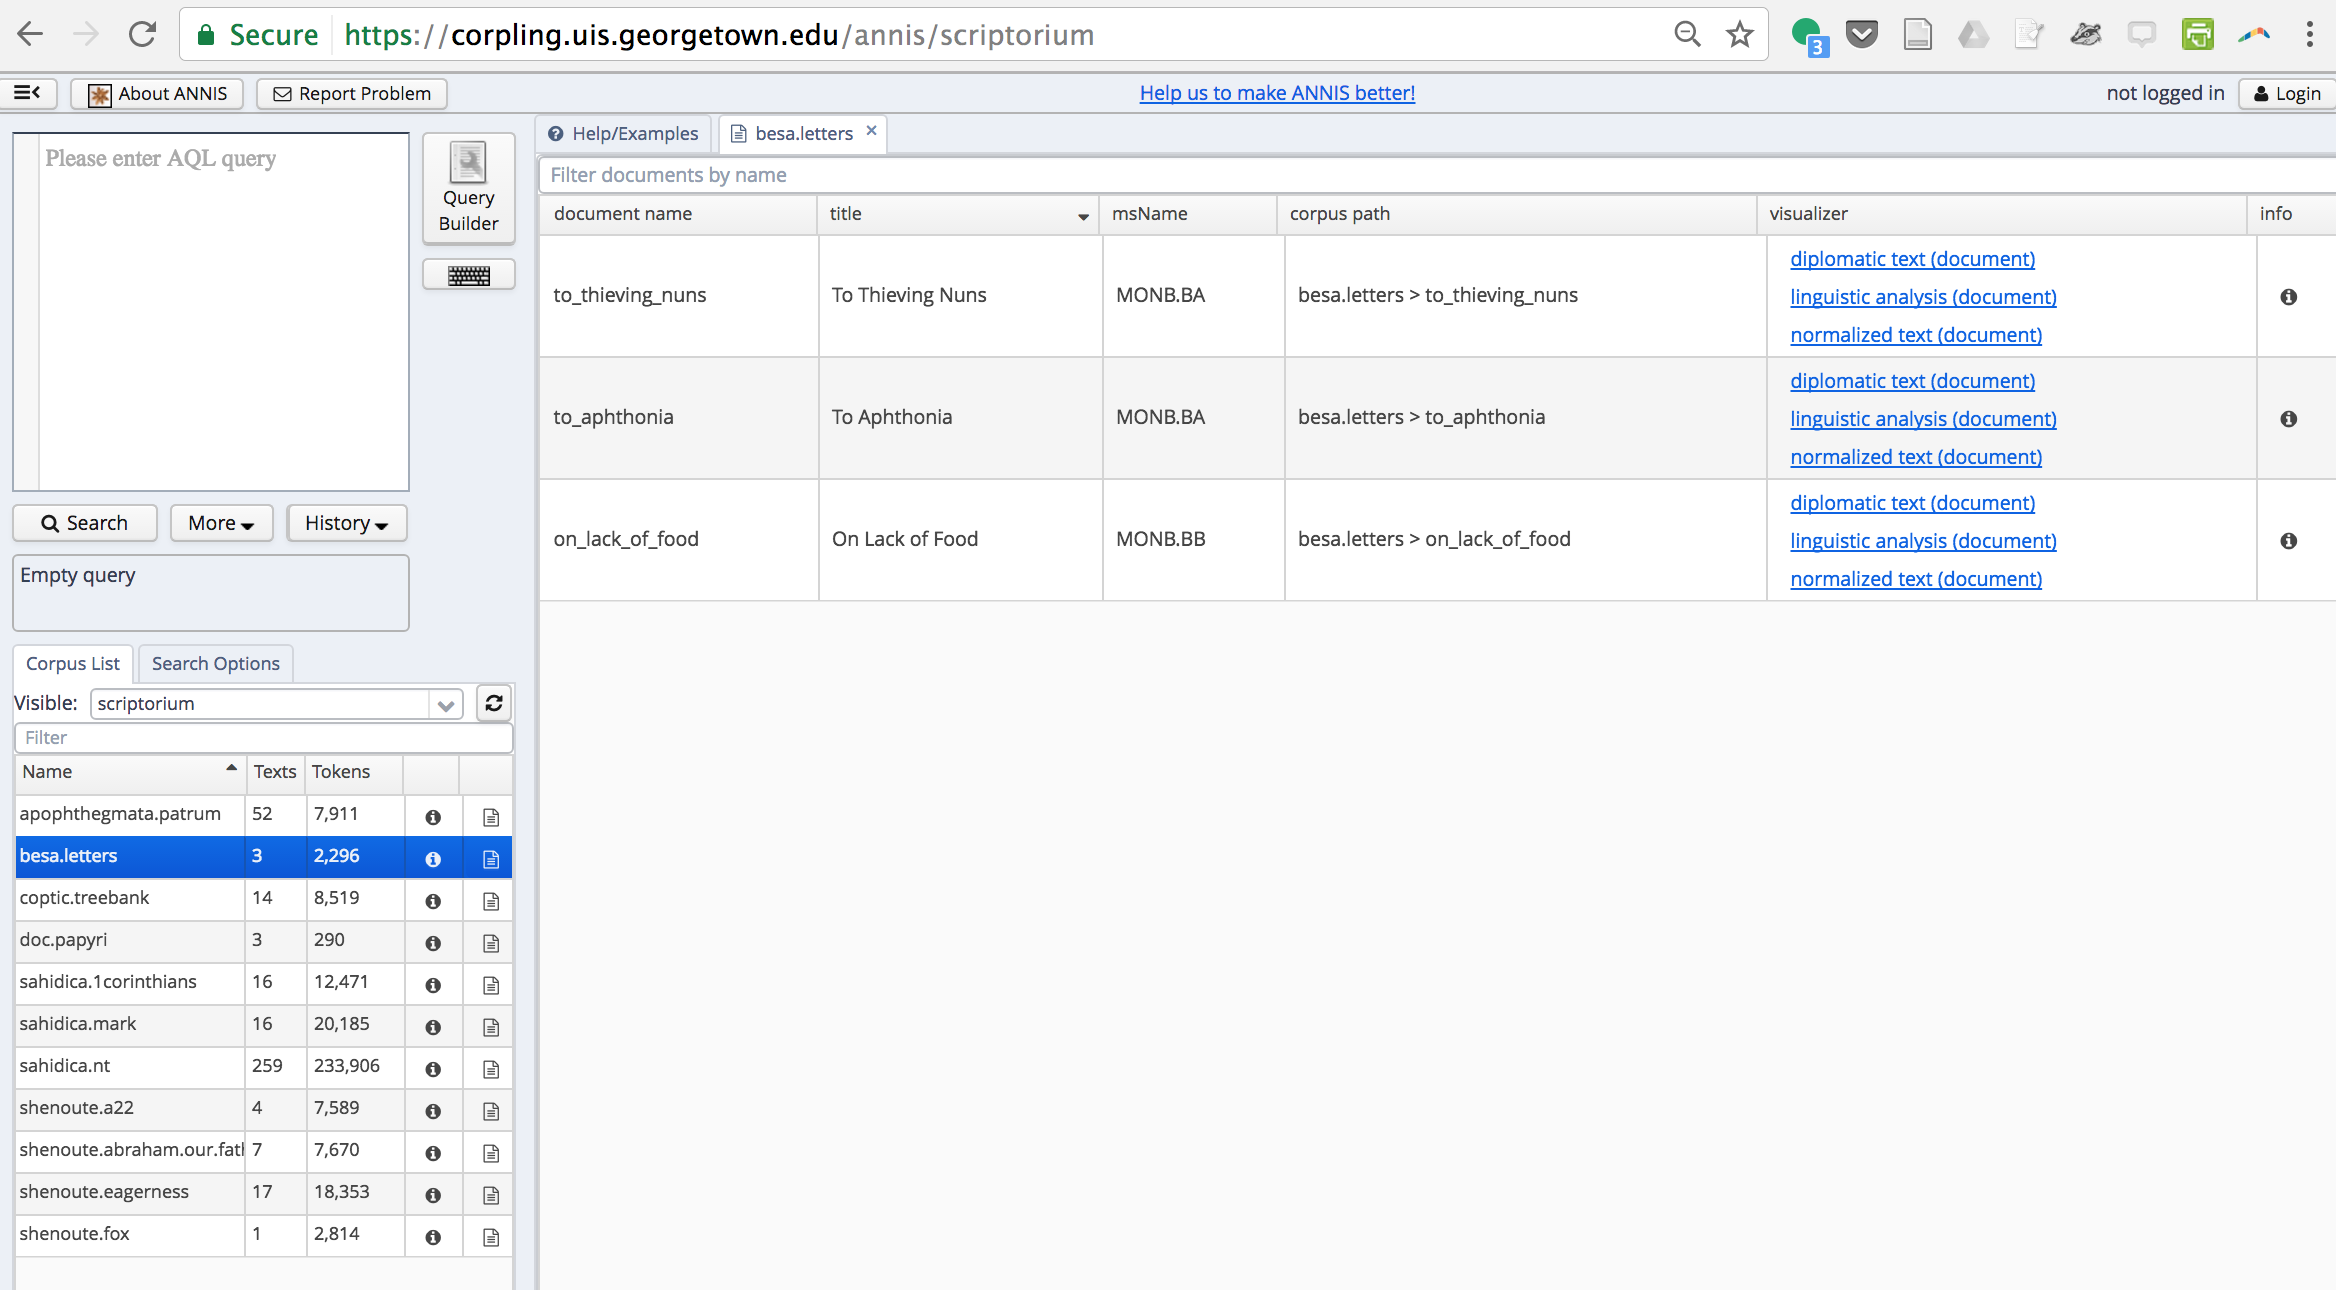 Secure https://corpling.uis.georgetown.edu/annis/scriptorium
3
About ANNIS Report Problem Help us to make ANNIS better! not logged in Login
Help/Examples besa.letters
Please enter AQL query
Query
Builder
Filter documents by name
document name title msName corpus path visualizer info
to_thieving_nuns To Thieving Nuns MONB.BA besa.letters > to_thieving_nuns
diplomatic text (document)
linguistic analysis (document)
normalized text (document)
to_aphthonia To Aphthonia MONB.BA besa.letters > to_aphthonia
diplomatic text (document)
linguistic analysis (document)
normalized text (document)
on_lack_of_food On Lack of Food MONB.BB besa.letters > on_lack_of_food
diplomatic text (document)
linguistic analysis (document)
normalized text (document)
Search More History
Empty query
Corpus List Search Options
Visible: scriptorium
Filter
Name Texts Tokens
apophthegmata.patrum 52 7,911
besa.letters 3 2,296
coptic.treebank 14 8,519
doc.papyri 3 290
sahidica.1corinthians 16 12,471
sahidica.mark 16 20,185
sahidica.nt 259 233,906
shenoute.a22 4 7,589
shenoute.abraham.our.fath 7 7,670
shenoute.eagerness 17 18,353
shenoute.fox 1 2,814